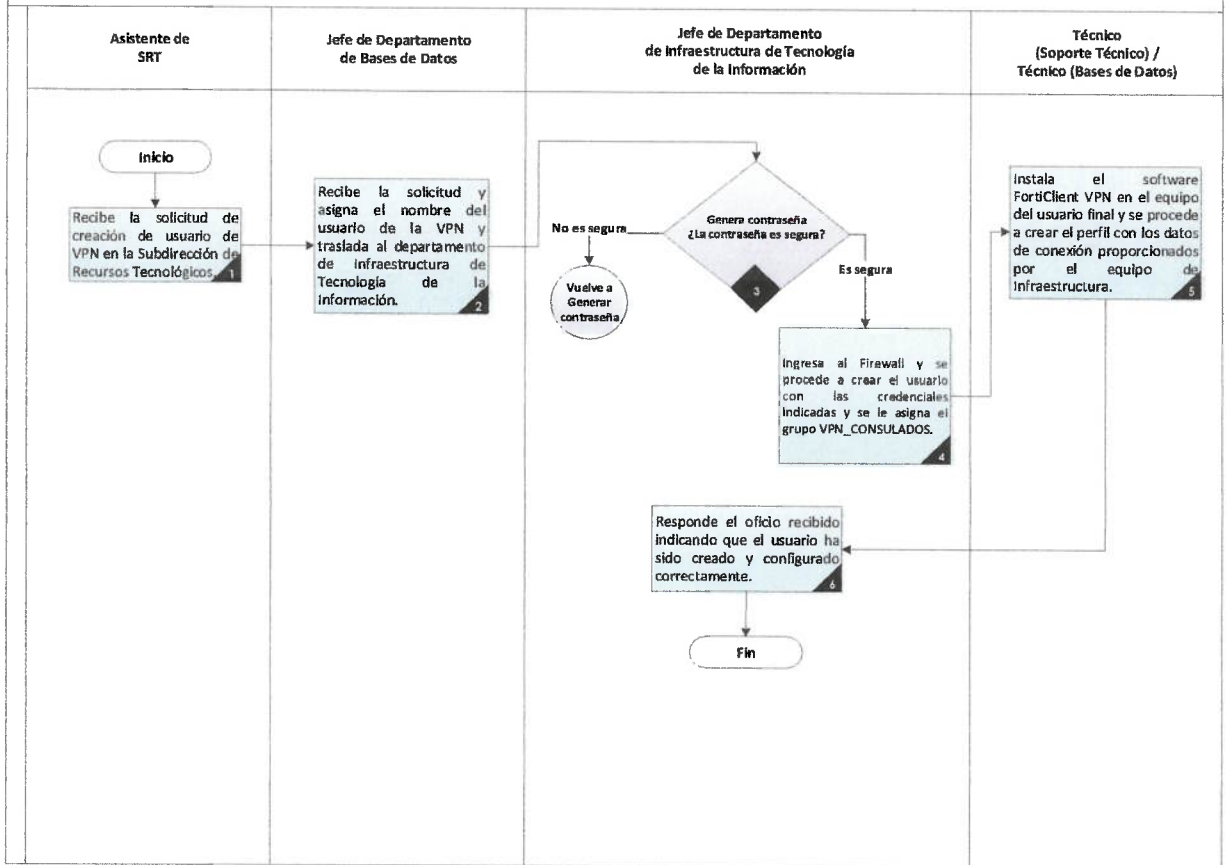 Asistente de
SRT
Jefe de Departamento
de Bases de Datos
Jefe de Departamento
de Infraestructura de Tecnología
de la Información
Técnico
(Soporte Técnico) /
Técnico (Bases de Datos)
Inicio
Recibe la solicitud de
creación de usuario de
VPN en la Subdirección de
Recursos Tecnológicos.
1
Recibe la solicitud y
asigna el nombre del
usuario de la VPN y
traslada al departamento
de Infraestructura de
Tecnología de la
Información.
2
Genera contraseña
¿La contraseña es segura?
3
No es segura
Vuelve a
Generar
contraseña
Es segura
Ingresa al Firewall y se
procede a crear el usuario
con las credenciales
indicadas y se le asigna el
grupo VPN_CONSULADOS.
4
Instala el software
FortiClient VPN en el equipo
del usuario final y se procede
a crear el perfil con los datos
de conexión proporcionados
por el equipo de
Infraestructura.
5
Responde el oficio recibido
indicando que el usuario ha
sido creado y configurado
correctamente.
6
Fin